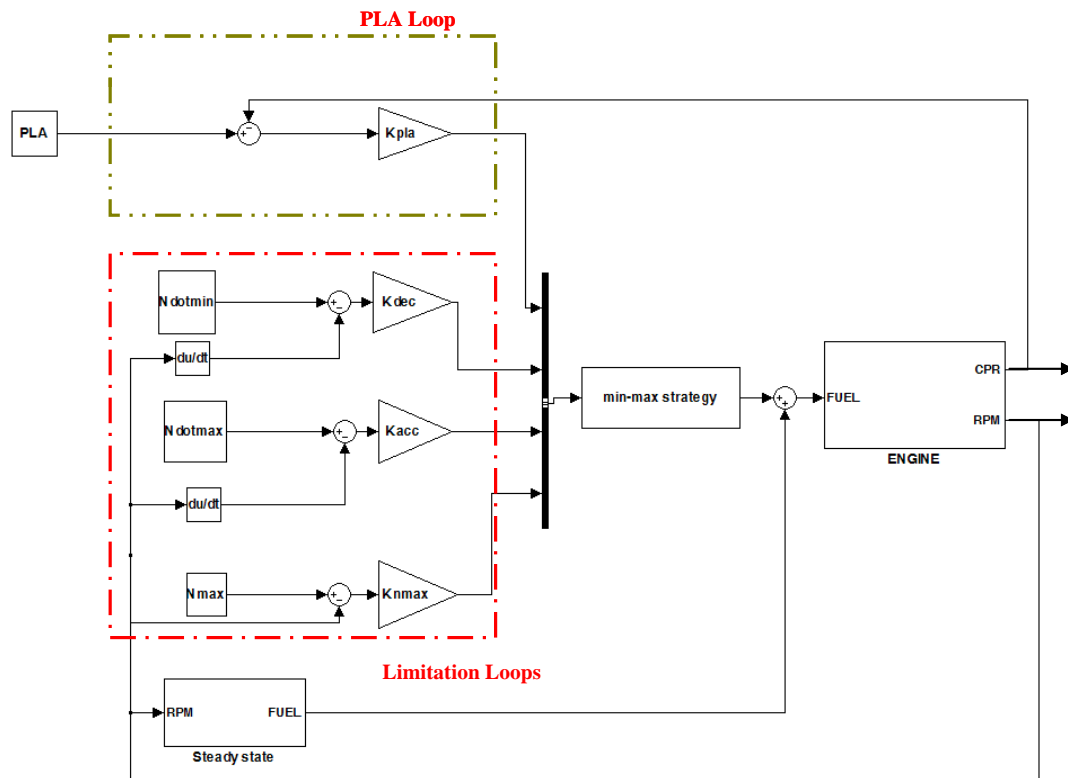 PLA Loop
PLA
+
−
Kpla
Ndotmin
+
−
Kdec
du/dt
Ndotmax
+
−
Kacc
du/dt
Nmax
+
−
Knmax
min-max strategy
+
+
FUEL
CPR
RPM
ENGINE
Limitation Loops
RPM
FUEL
Steady state